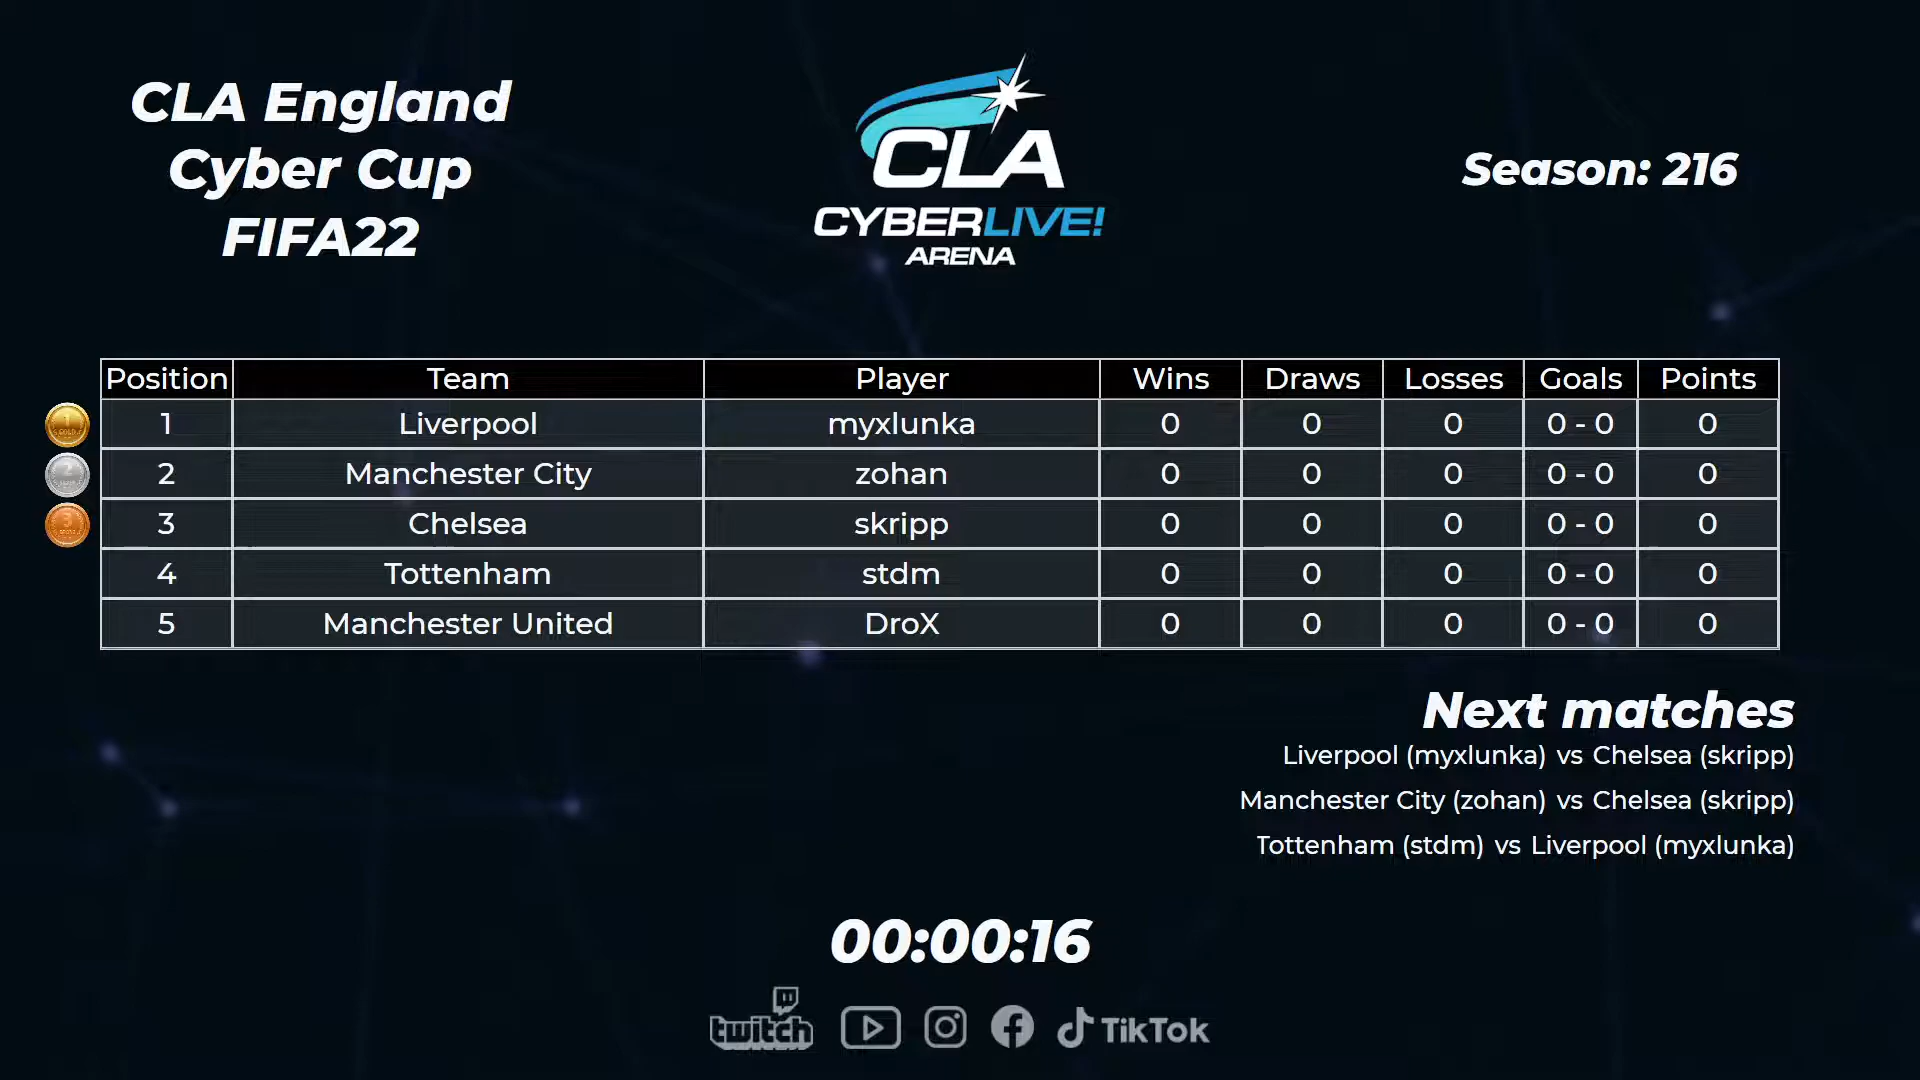 CLA England
Cyber Cup
FIFA22
CLA
CYBERLIVE!
ARENA
Season: 216
Position Team Player Wins Draws Losses Goals Points
1 Liverpool myxlunka 0 0 0 0 - 0 0
2 Manchester City zohan 0 0 0 0 - 0 0
3 Chelsea skripp 0 0 0 0 - 0 0
4 Tottenham stdm 0 0 0 0 - 0 0
5 Manchester United DroX 0 0 0 0 - 0 0
Next matches
Liverpool (myxlunka) vs Chelsea (skripp)
Manchester City (zohan) vs Chelsea (skripp)
Tottenham (stdm) vs Liverpool (myxlunka)
00:00:16
twitch TikTok